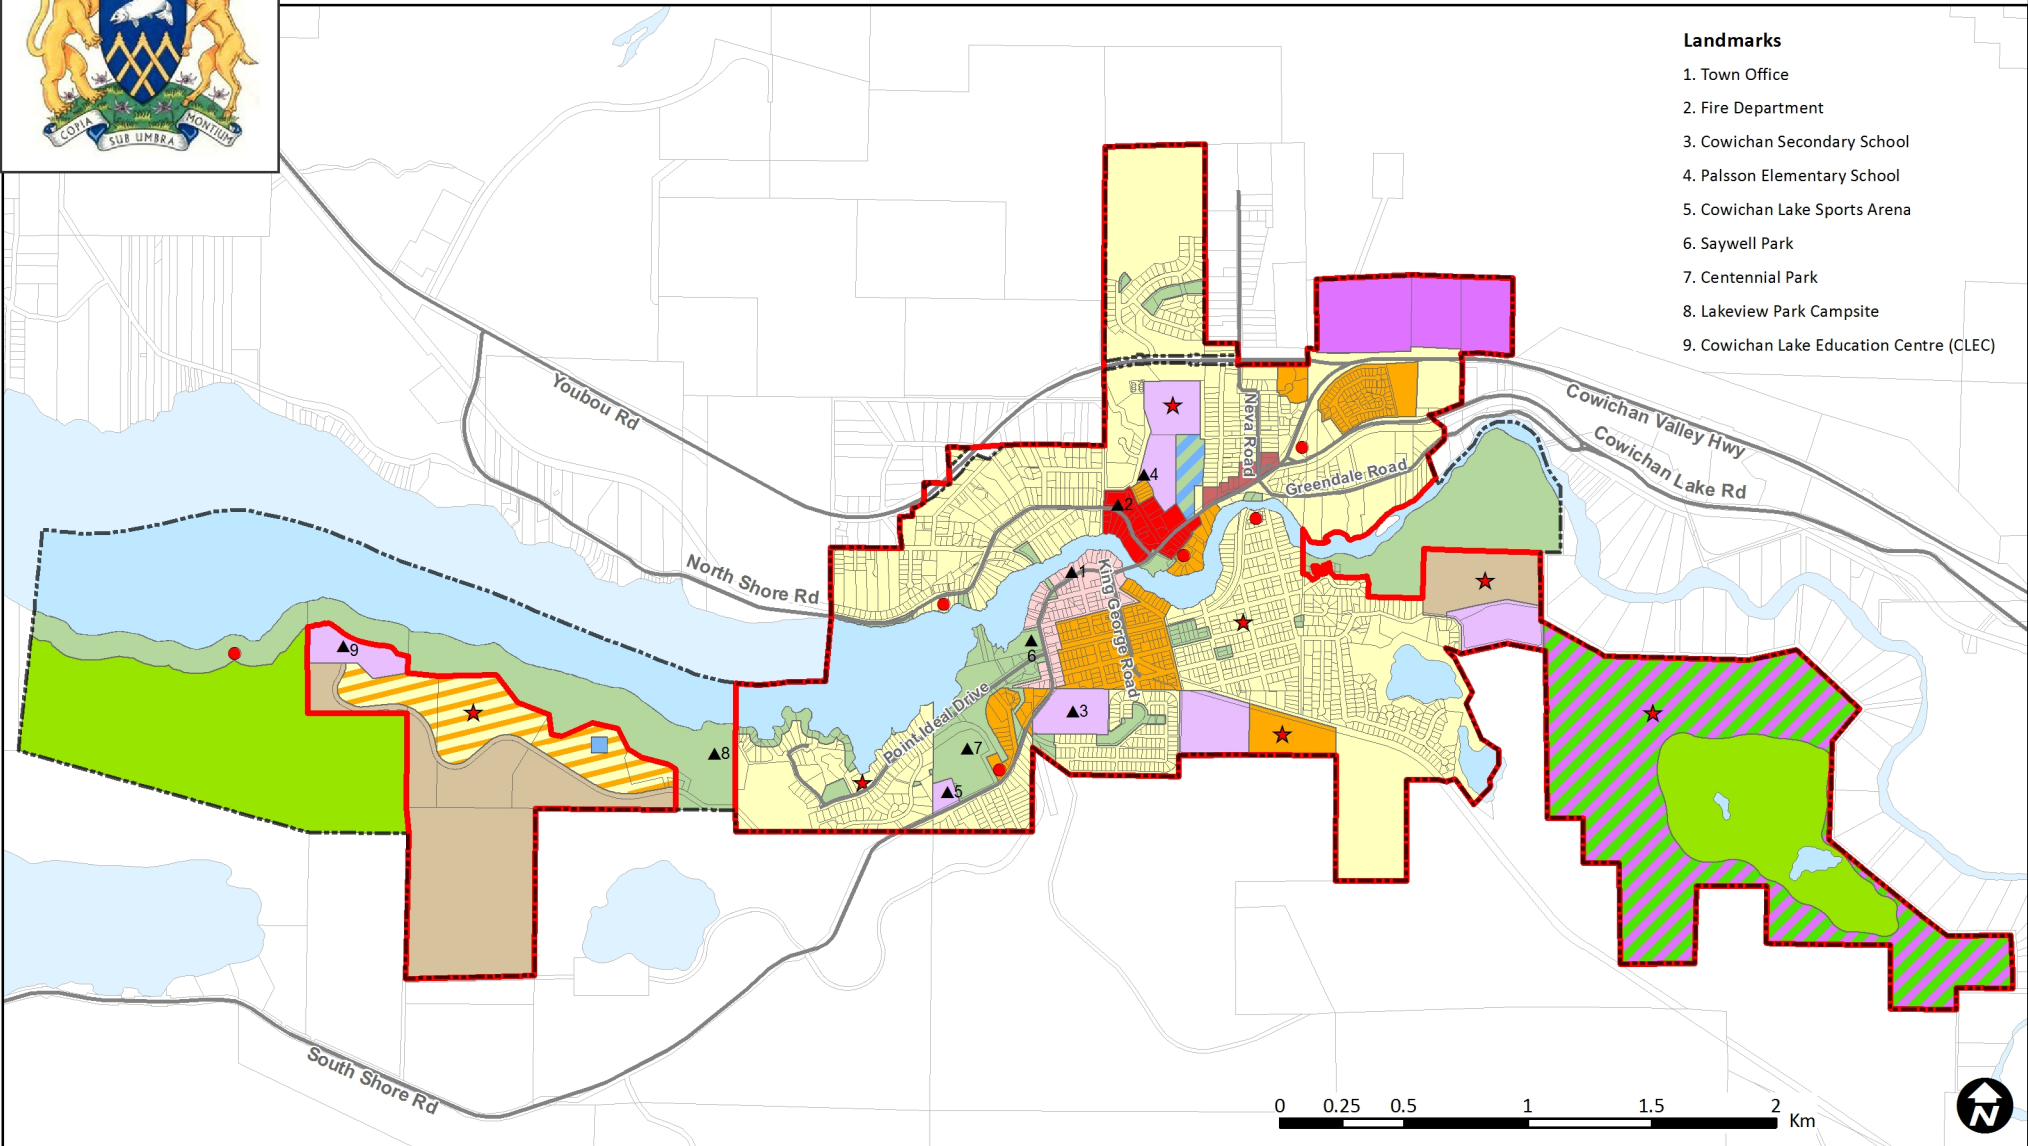 COPIA
SUB UMBRA
MONTIUM
Landmarks
1. Town Office
2. Fire Department
3. Cowichan Secondary School
4. Palsson Elementary School
5. Cowichan Lake Sports Arena
6. Saywell Park
7. Centennial Park
8. Lakeview Park Campsite
9. Cowichan Lake Education Centre (CLEC)
Youbou Rd
Cowichan Valley Hwy
Neva Road
Cowichan Lake Rd
Greendale Road
4
2
North Shore Rd
1
King George Road
9
6
Point Ideal Drive
3
8
7
5
South Shore Rd
0 0.25 0.5 1 1.5 2
Km
N